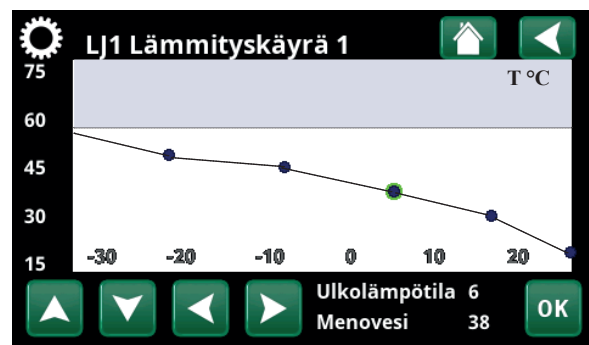 LJ1 Lämmityskäyrä 1
75
T °C
60
45
30
15
-30 -20 -10 0 10 20
Ulkolämpötila 6
Menovesi 38
OK